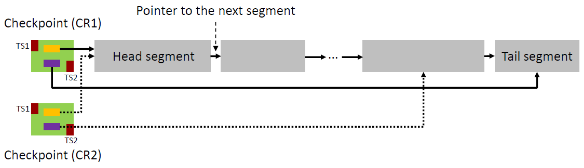 Pointer to the next segment
Checkpoint (CR1)
TS1
Head segment
...
Tail segment
TS2
TS1
TS2
Checkpoint (CR2)